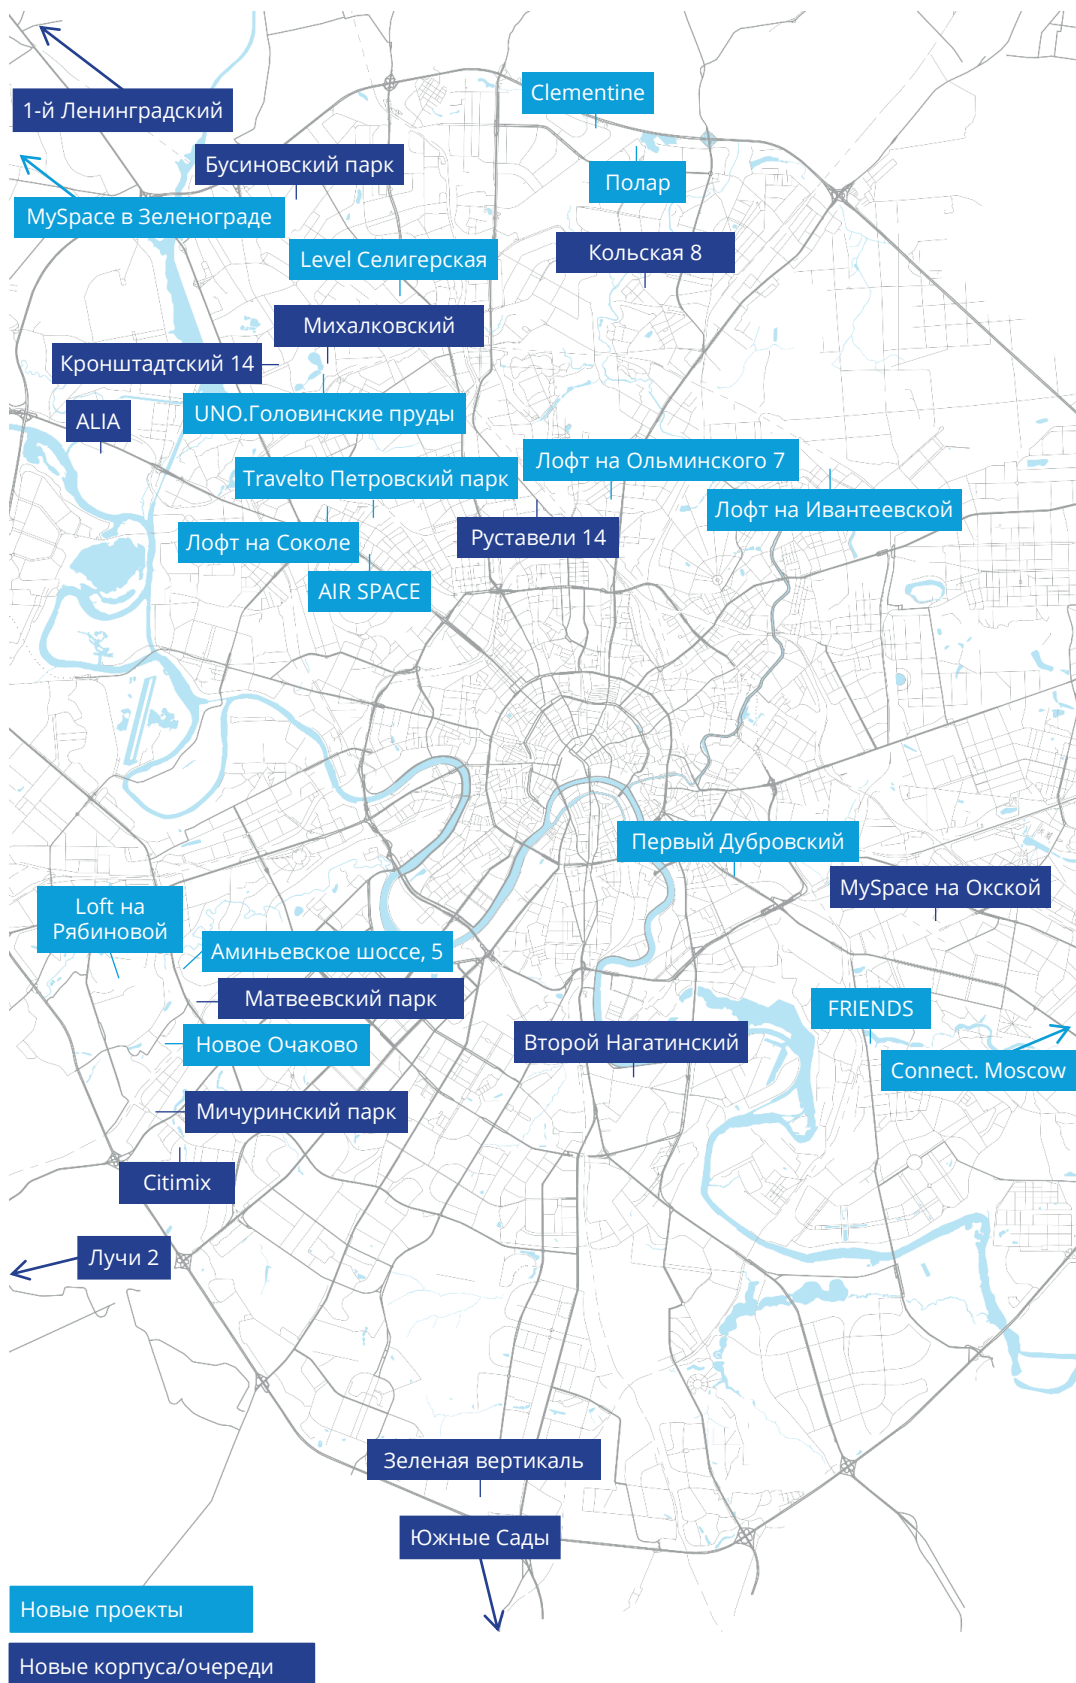 Clementine
1-й Ленинградский
Бусиновский парк
Полар
MySpace в Зеленограде
Кольская 8
Level Селигерская
Михалковский
Кронштадтский 14
UNO.Головинские пруды
ALIA
Лофт на Ольминского 7
Travelto Петровский парк
Лофт на Ивантеевской
Руставели 14
Лофт на Соколе
AIR SPACE
Первый Дубровский
MySpace на Окской
Loft на
Рябиновой
Аминьевское шоссе, 5
Матвеевский парк
FRIENDS
Второй Нагатинский
Новое Очаково
Connect. Moscow
Мичуринский парк
Citimix
Лучи 2
Зеленая вертикаль
Южные Сады
Новые проекты
Новые корпуса/очереди